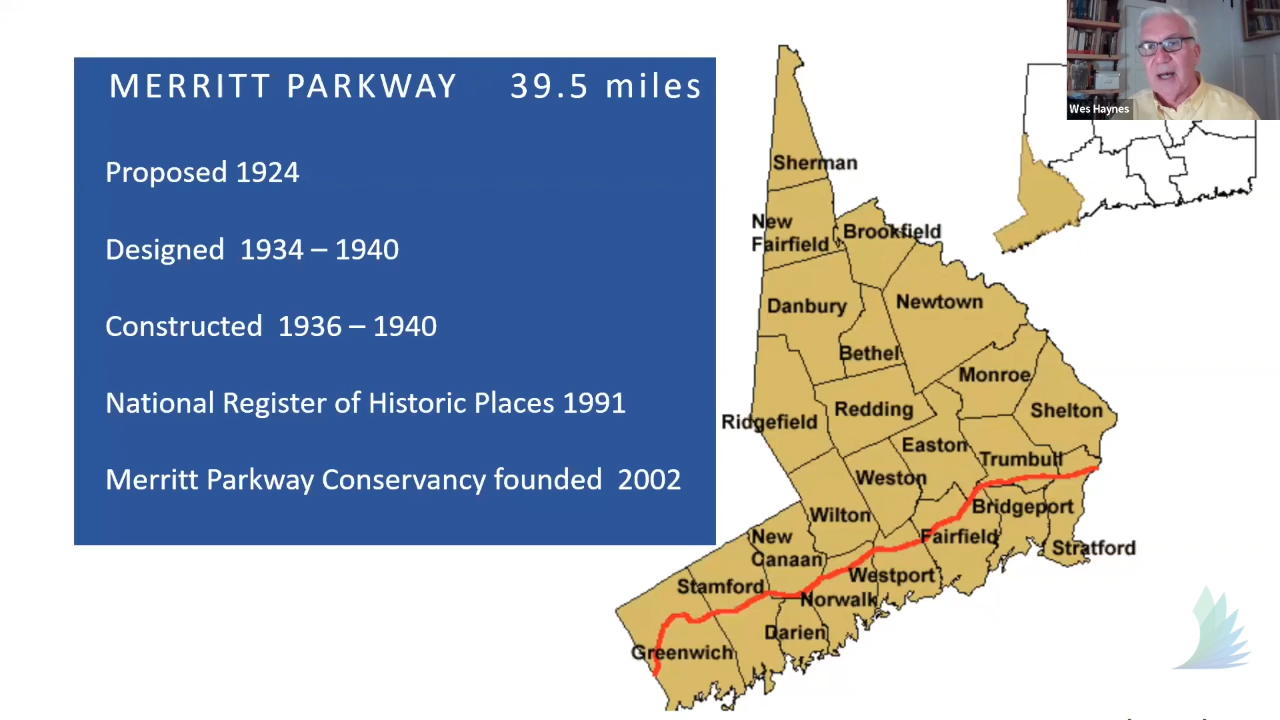 MERRITT PARKWAY 39.5 miles
Proposed 1924
Designed 1934 – 1940
Constructed 1936 – 1940
National Register of Historic Places 1991
Merritt Parkway Conservancy founded 2002
Wes Haynes
Sherman
New
Fairfield
Brookfield
Danbury
Newtown
Bethel
Monroe
Ridgefield
Redding
Shelton
Easton
Trumbull
Weston
Bridgeport
Wilton
Fairfield
New
Canaan
Stratford
Stamford
Westport
Norwalk
Darien
Greenwich